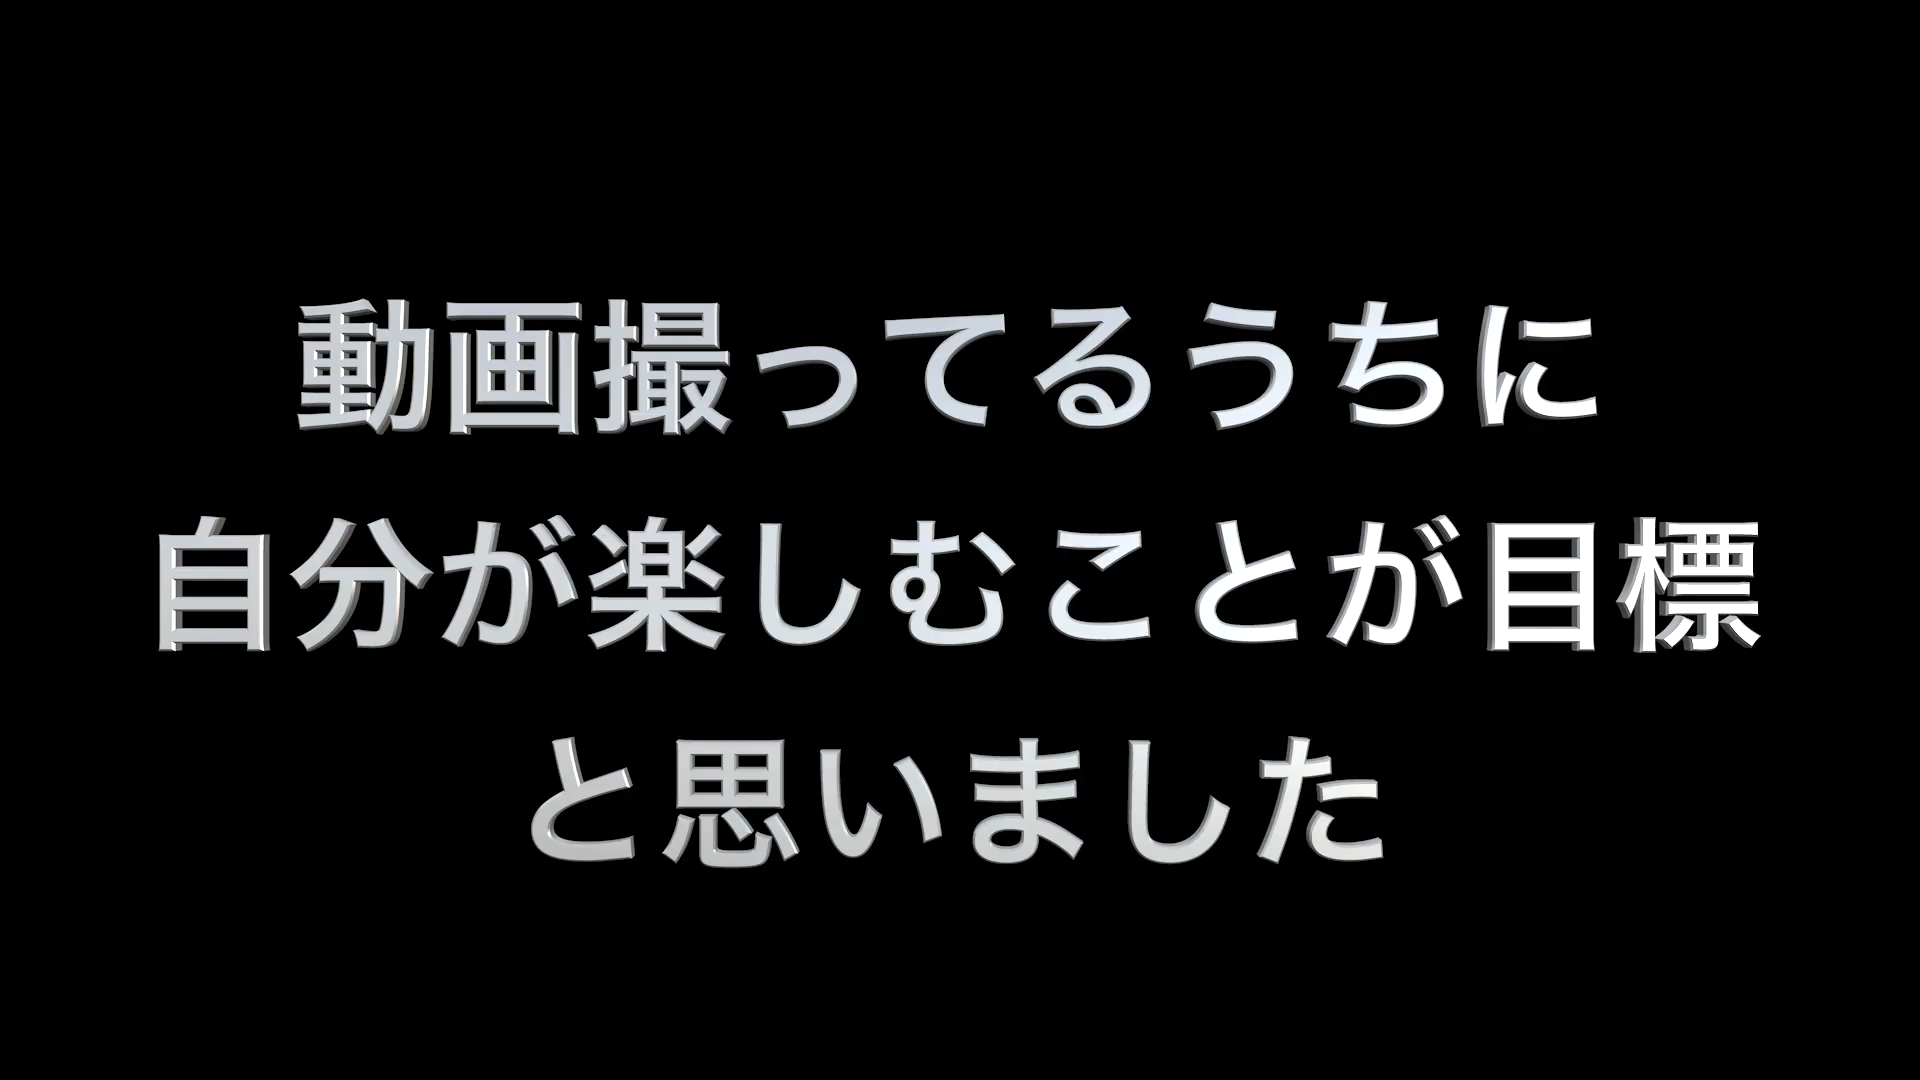 動画撮ってるうちに
自分が楽しむことが目標
と思いました